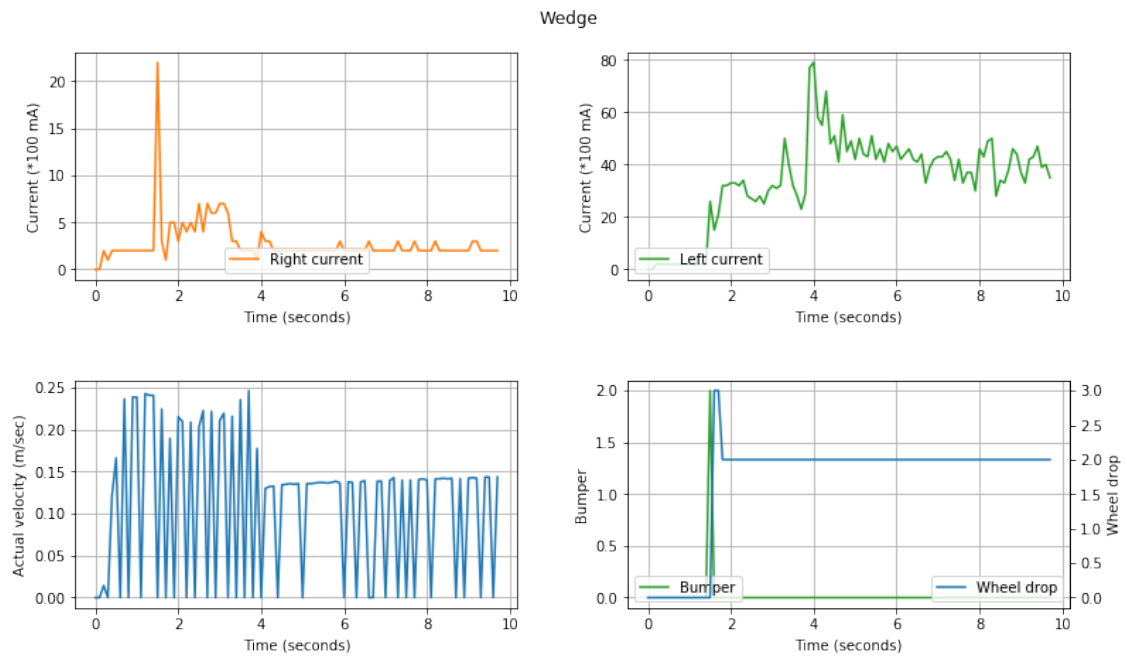 Wedge
20
15
10
5
0
Current (*100 mA)
Right current
0 2 4 6 8 10
Time (seconds)
80
60
40
20
0
Current (*100 mA)
Left current
0 2 4 6 8 10
Time (seconds)
0.25
0.20
0.15
0.10
0.05
0.00
Actual velocity (m/sec)
0 2 4 6 8 10
Time (seconds)
2.0
1.5
1.0
0.5
0.0
Bumper
3.0
2.5
2.0
1.5
1.0
0.5
0.0
Wheel drop
Bumper
Wheel drop
0 2 4 6 8 10
Time (seconds)